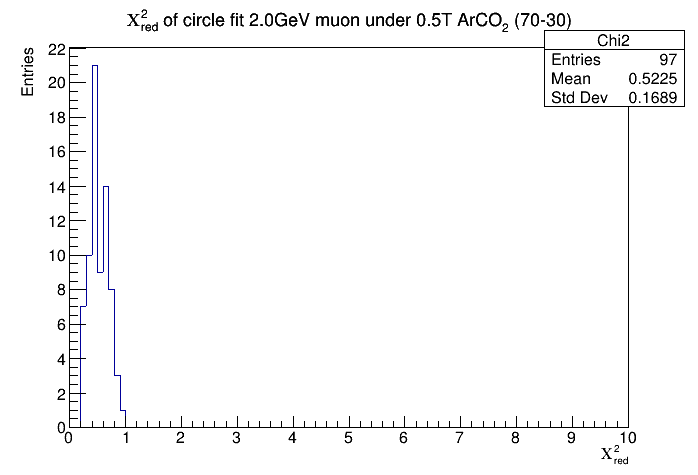 χ²red of circle fit 2.0GeV muon under 0.5T ArCO₂ (70-30)
Chi2
Entries 97
Mean 0.5225
Std Dev 0.1689
Entries
22
20
18
16
14
12
10
8
6
4
2
0
0 1 2 3 4 5 6 7 8 9 10
χ²red